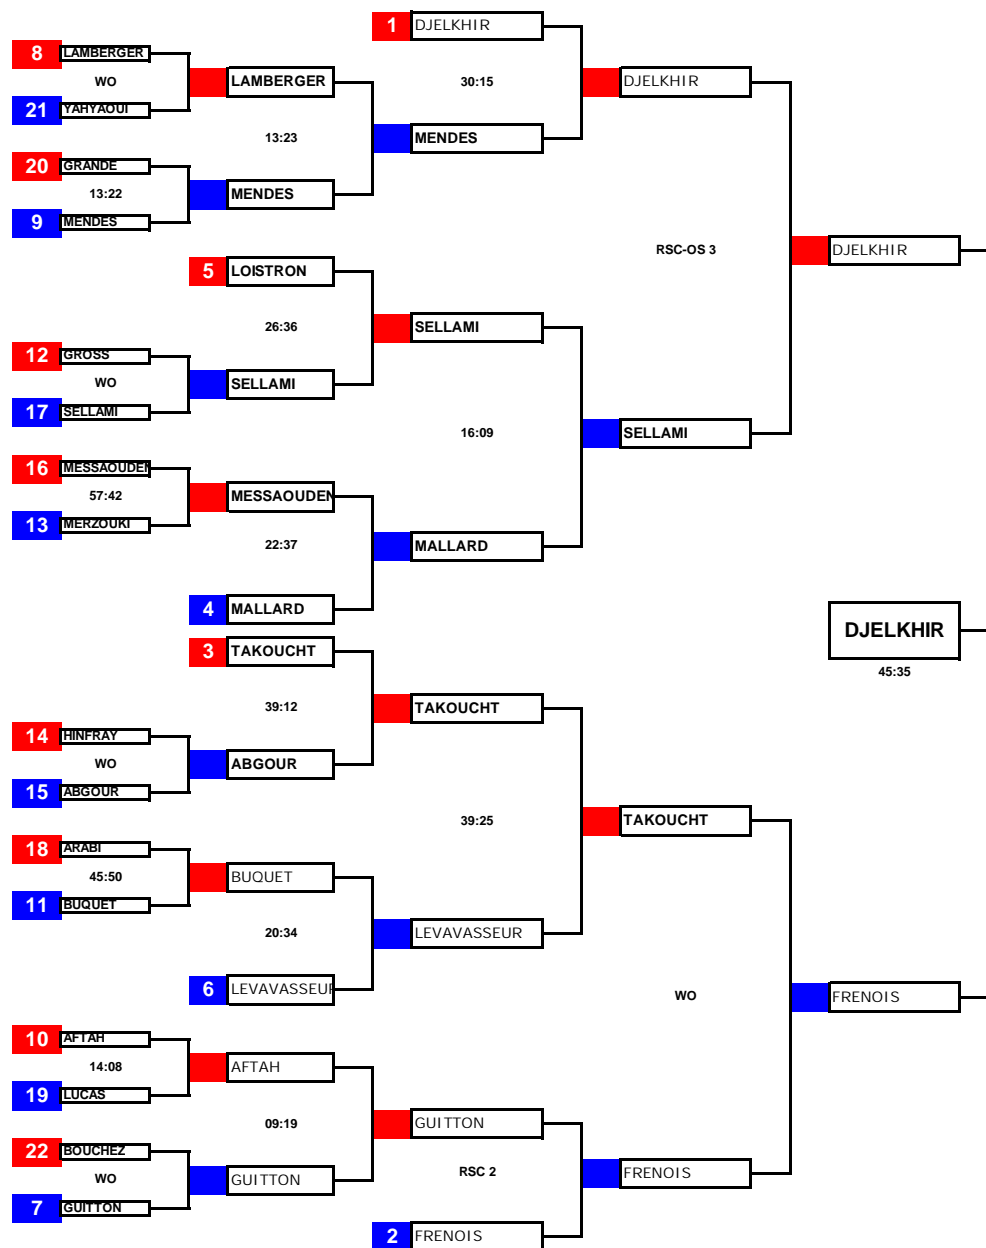 1 DJELKHIR
8 LAMBERGER
WO
21 YAHYAOUI
LAMBERGER
30:15
DJELKHIR
13:23
MENDES
20 GRANDE
13:22
9 MENDES
MENDES
RSC-OS 3
DJELKHIR
5 LOISTRON
26:36
SELLAMI
12 GROSS
WO
17 SELLAMI
SELLAMI
16:09
SELLAMI
16 MESSAOUDEN
57:42
13 MERZOUKI
MESSAOUDEN
22:37
MALLARD
4 MALLARD
DJELKHIR
45:35
3 TAKOUCHT
39:12
TAKOUCHT
14 HINFRAY
WO
15 ABGOUR
ABGOUR
39:25
TAKOUCHT
18 ARABI
45:50
11 BUQUET
BUQUET
20:34
LEVAVASSEUR
6 LEVAVASSEUR
WO
FRENOIS
10 AFTAH
14:08
19 LUCAS
AFTAH
09:19
GUITTON
22 BOUCHEZ
WO
7 GUITTON
GUITTON
RSC 2
FRENOIS
2 FRENOIS